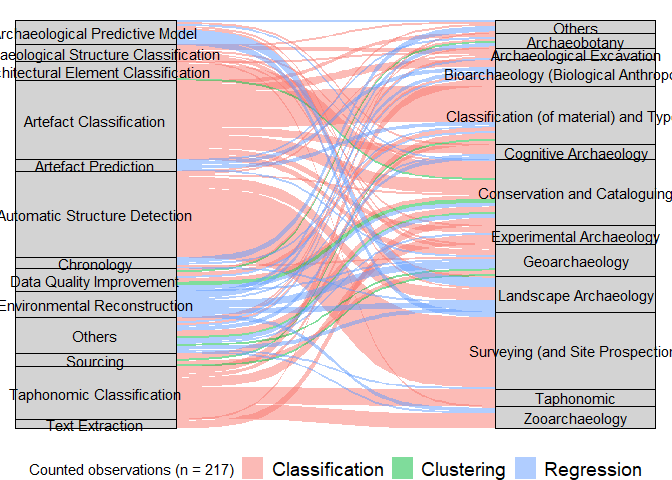 Archaeological Predictive Model
aeological Structure Classification
hitectural Element Classification
Artefact Classification
Artefact Prediction
Automatic Structure Detection
Chronology
Data Quality Improvement
Environmental Reconstruction
Others
Sourcing
Taphonomic Classification
Text Extraction
Others
Archaeobotany
Archaeological Excavation
Bioarchaeology (Biological Anthropo
Classification (of material) and Typo
Cognitive Archaeology
Conservation and Cataloguing
Experimental Archaeology
Geoarchaeology
Landscape Archaeology
Surveying (and Site Prospection
Taphonomic
Zooarchaeology
Counted observations (n = 217) Classification Clustering Regression